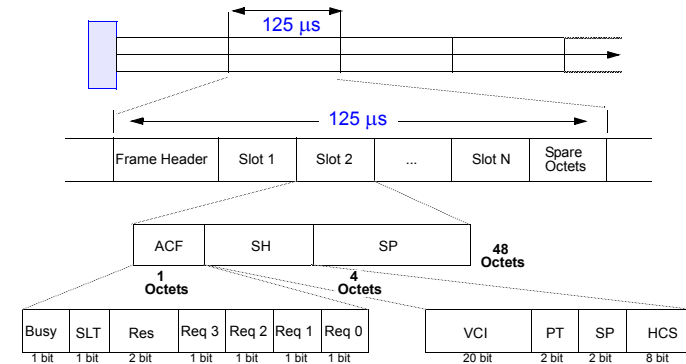 125 µs
125 µs
Frame Header Slot 1 Slot 2 ... Slot N Spare Octets
ACF SH SP
48 Octets
1 Octets
4 Octets
Busy SLT Res Req 3 Req 2 Req 1 Req 0
VCI PT SP HCS
1 bit 1 bit 2 bit 1 bit 1 bit 1 bit 1 bit
20 bit 2 bit 2 bit 8 bit